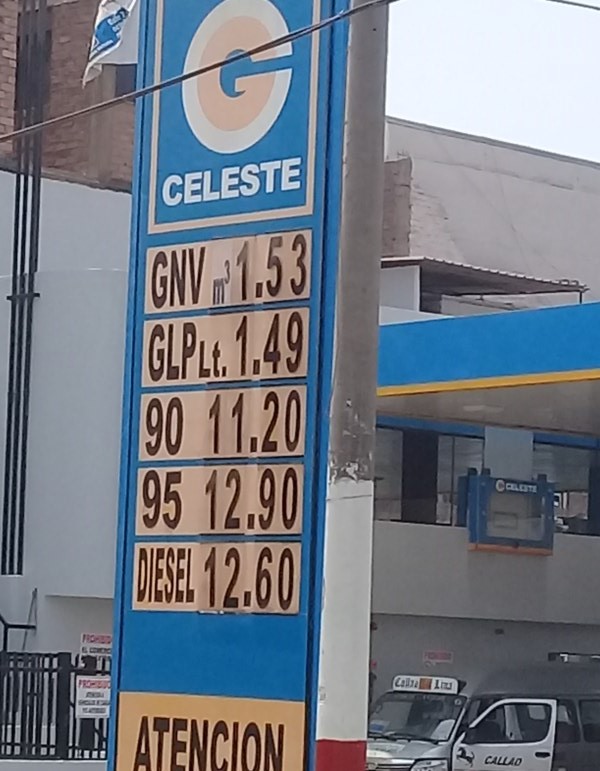 G
CELESTE
GNV m³ 1.53
GLP Lt. 1.49
90 11.20
95 12.90
DIESEL 12.60
ATENCION
CELESTE
PROHIBIDO
PROHIBIDO
CALLAO